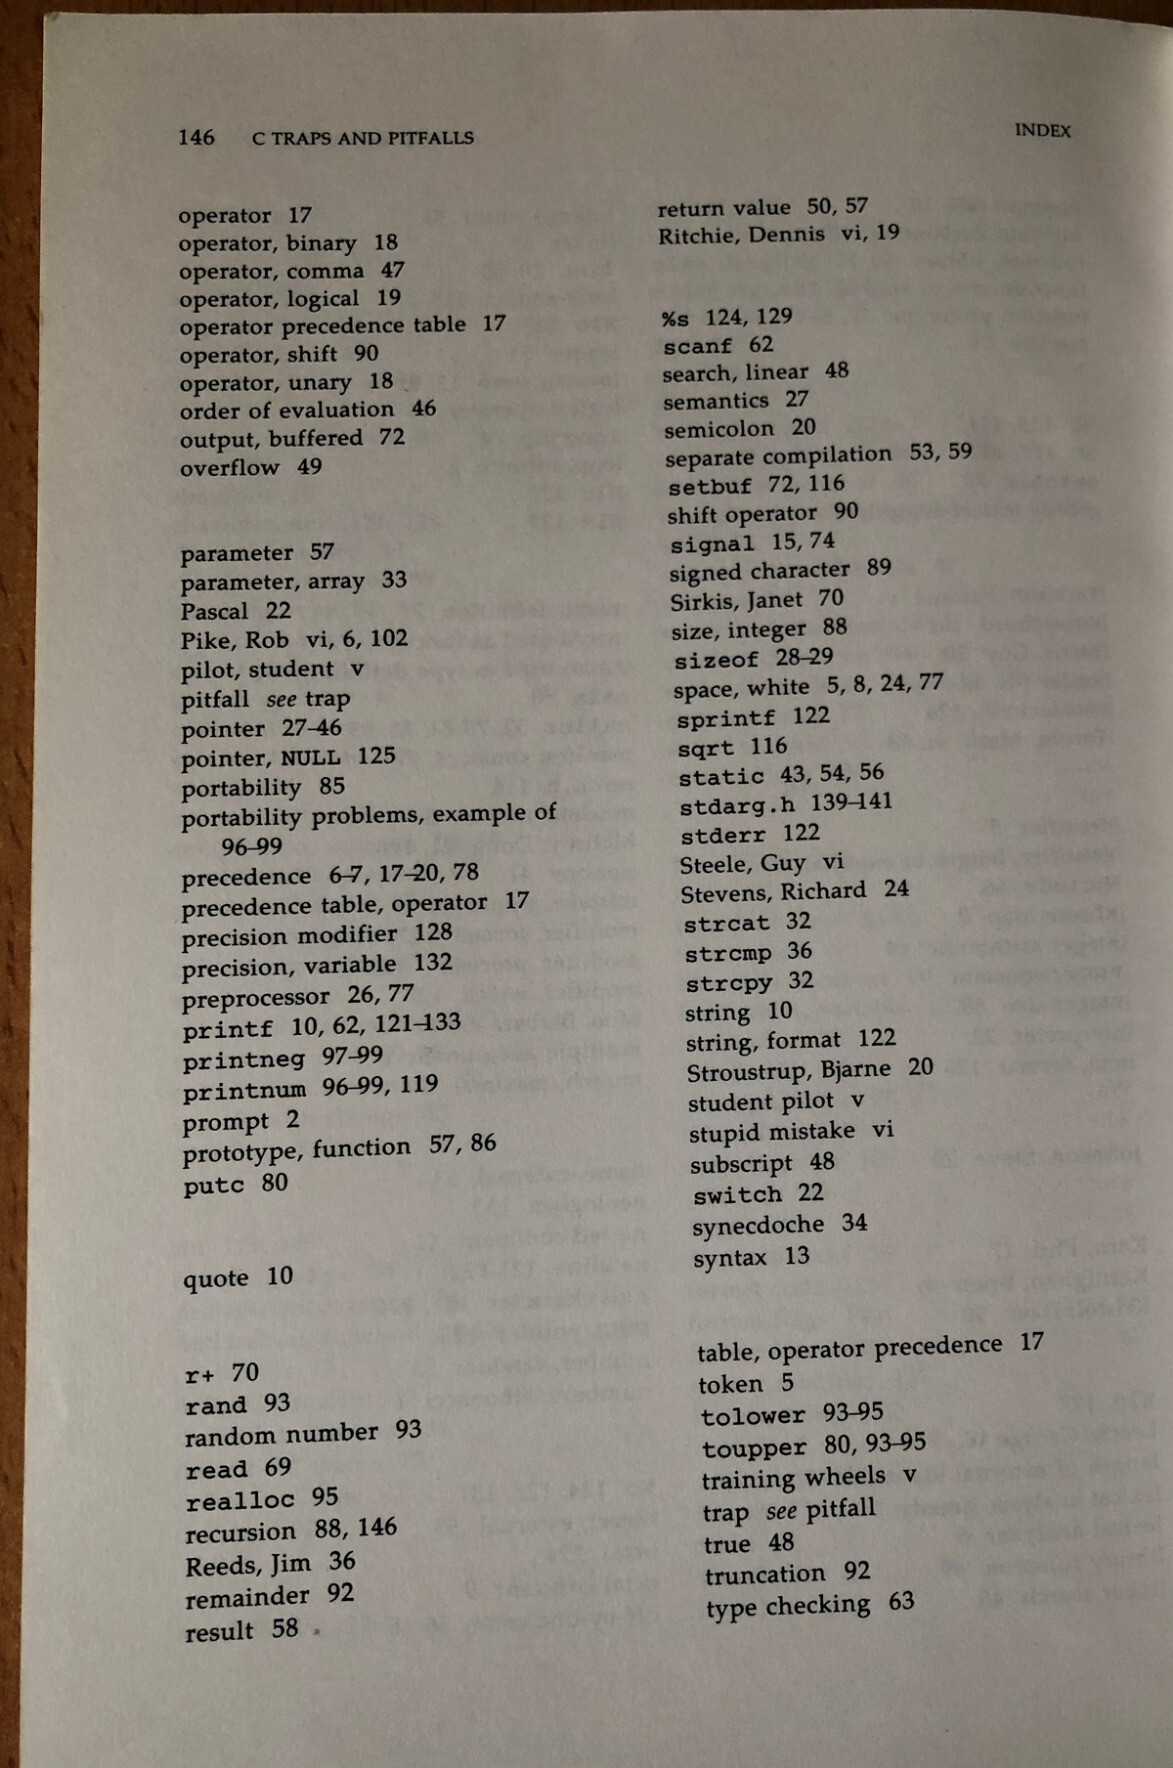 146 C TRAPS AND PITFALLS
INDEX
operator 17
operator, binary 18
operator, comma 47
operator, logical 19
operator precedence table 17
operator, shift 90
operator, unary 18
order of evaluation 46
output, buffered 72
overflow 49
parameter 57
parameter, array 33
Pascal 22
Pike, Rob vi, 6, 102
pilot, student v
pitfall see trap
pointer 27–46
pointer, NULL 125
portability 85
portability problems, example of
96–99
precedence 6–7, 17–20, 78
precedence table, operator 17
precision modifier 128
precision, variable 132
preprocessor 26, 77
printf 10, 62, 121–133
printneg 97–99
printnum 96–99, 119
prompt 2
prototype, function 57, 86
putc 80
quote 10
r+ 70
rand 93
random number 93
read 69
realloc 95
recursion 88, 146
Reeds, Jim 36
remainder 92
result 58
return value 50, 57
Ritchie, Dennis vi, 19
%s 124, 129
scanf 62
search, linear 48
semantics 27
semicolon 20
separate compilation 53, 59
setbuf 72, 116
shift operator 90
signal 15, 74
signed character 89
Sirkis, Janet 70
size, integer 88
sizeof 28–29
space, white 5, 8, 24, 77
sprintf 122
sqrt 116
static 43, 54, 56
stdarg.h 139–141
stderr 122
Steele, Guy vi
Stevens, Richard 24
strcat 32
strcmp 36
strcpy 32
string 10
string, format 122
Stroustrup, Bjarne 20
student pilot v
stupid mistake vi
subscript 48
switch 22
synecdoche 34
syntax 13
table, operator precedence 17
token 5
tolower 93–95
toupper 80, 93–95
training wheels v
trap see pitfall
true 48
truncation 92
type checking 63